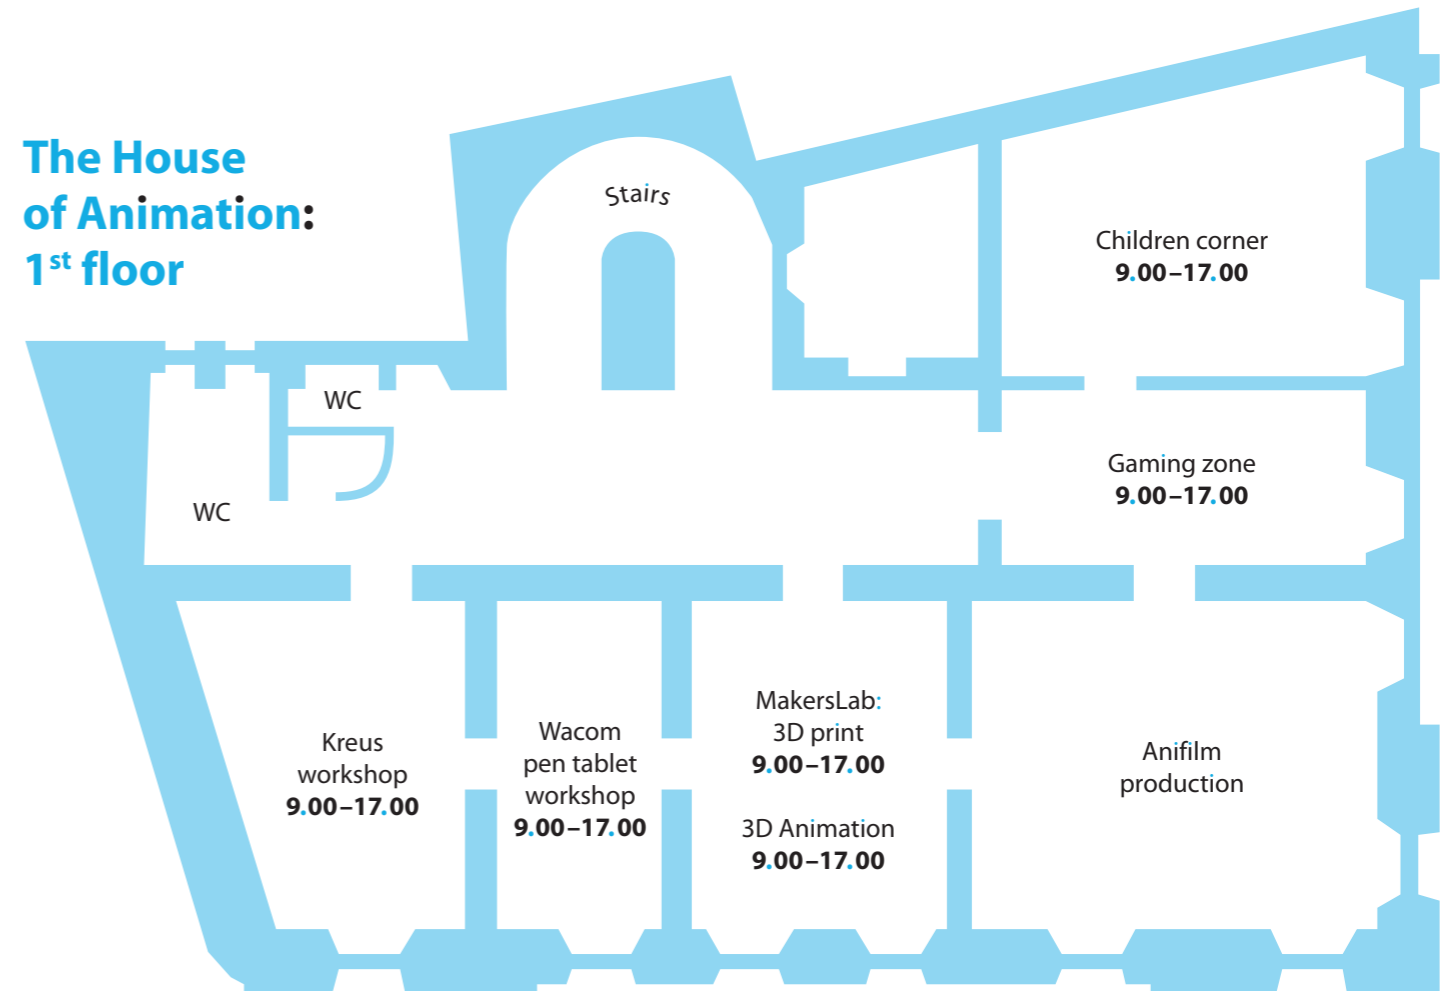 The House
of Animation:
1st floor
Stairs
Children corner
9.00–17.00
WC
Gaming zone
9.00–17.00
WC
Kreus
workshop
9.00–17.00
Wacom
pen tablet
workshop
9.00–17.00
MakersLab:
3D print
9.00–17.00
3D Animation
9.00–17.00
Anifilm
production